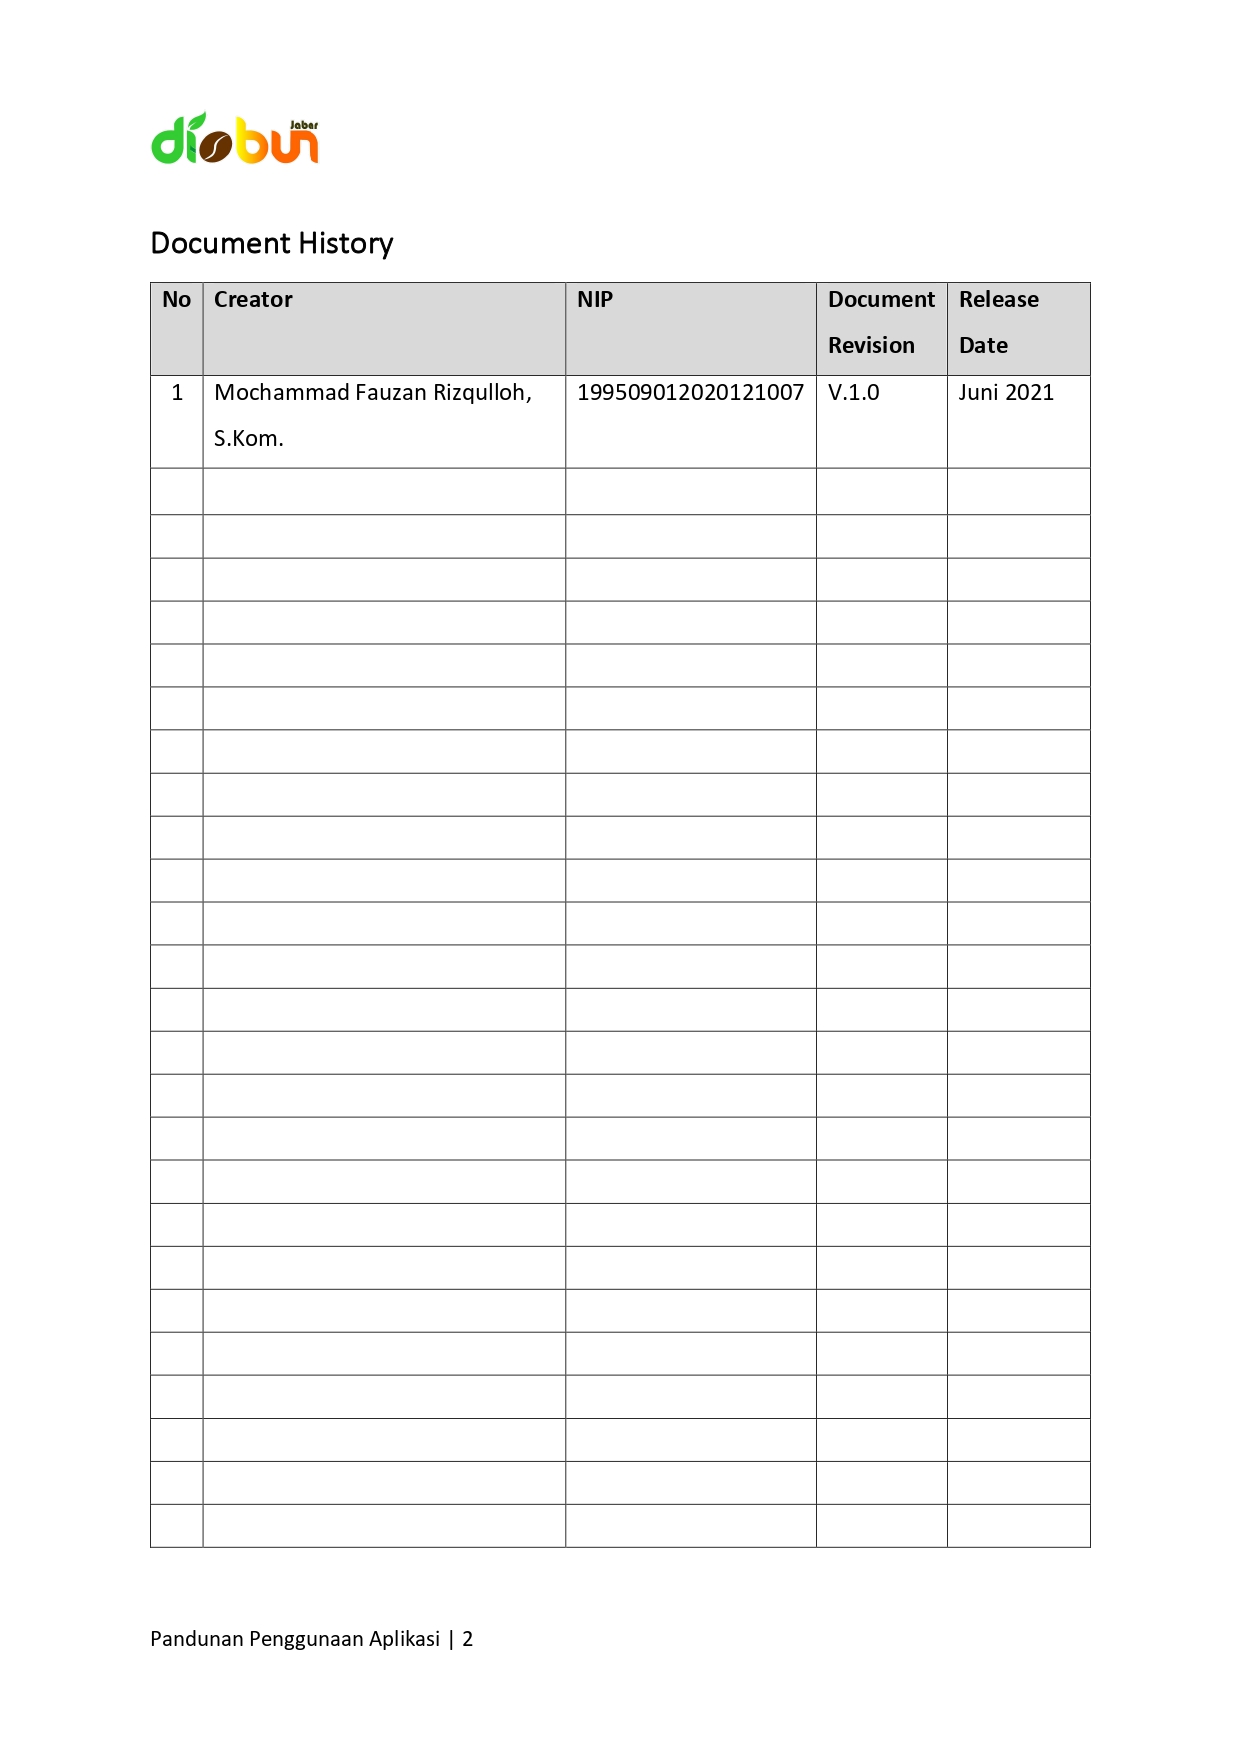 diobun Jabar
Document History
No Creator NIP Document Release
Revision Date
1 Mochammad Fauzan Rizqulloh, 199509012020121007 V.1.0 Juni 2021
S.Kom.
Pandunan Penggunaan Aplikasi | 2